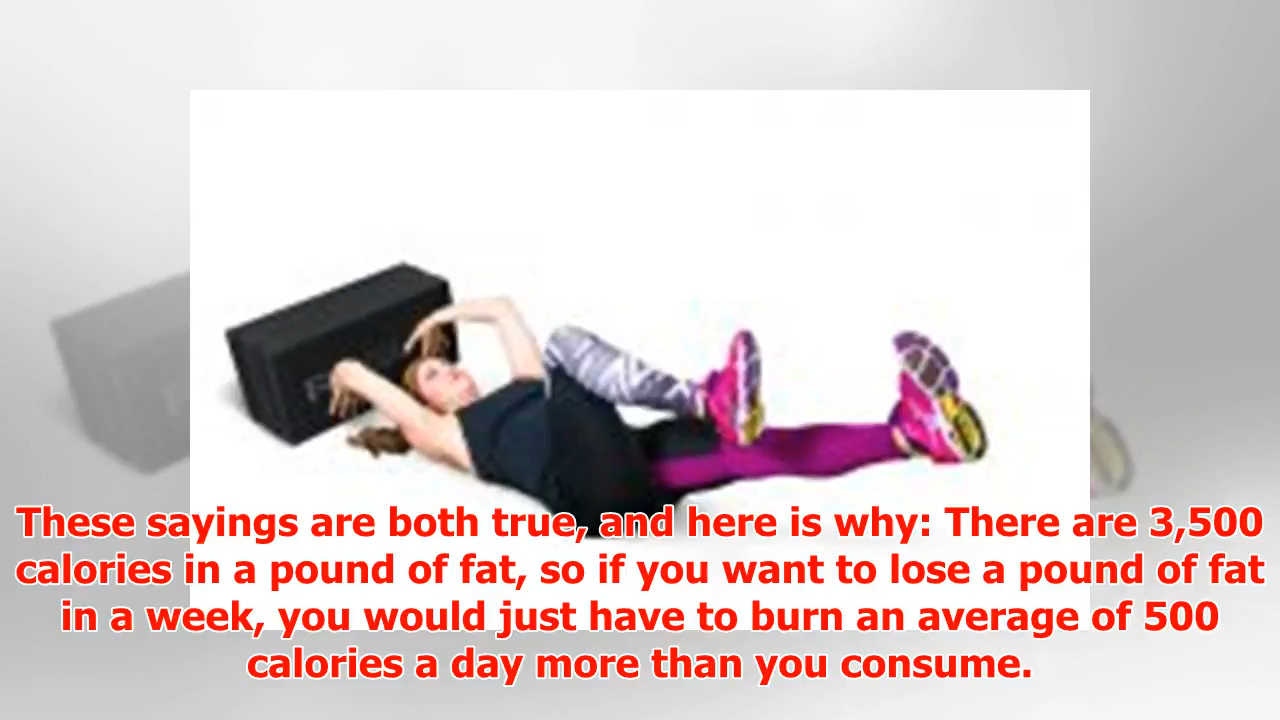 These sayings are both true, and here is why: There are 3,500
calories in a pound of fat, so if you want to lose a pound of fat
in a week, you would just have to burn an average of 500
calories a day more than you consume.